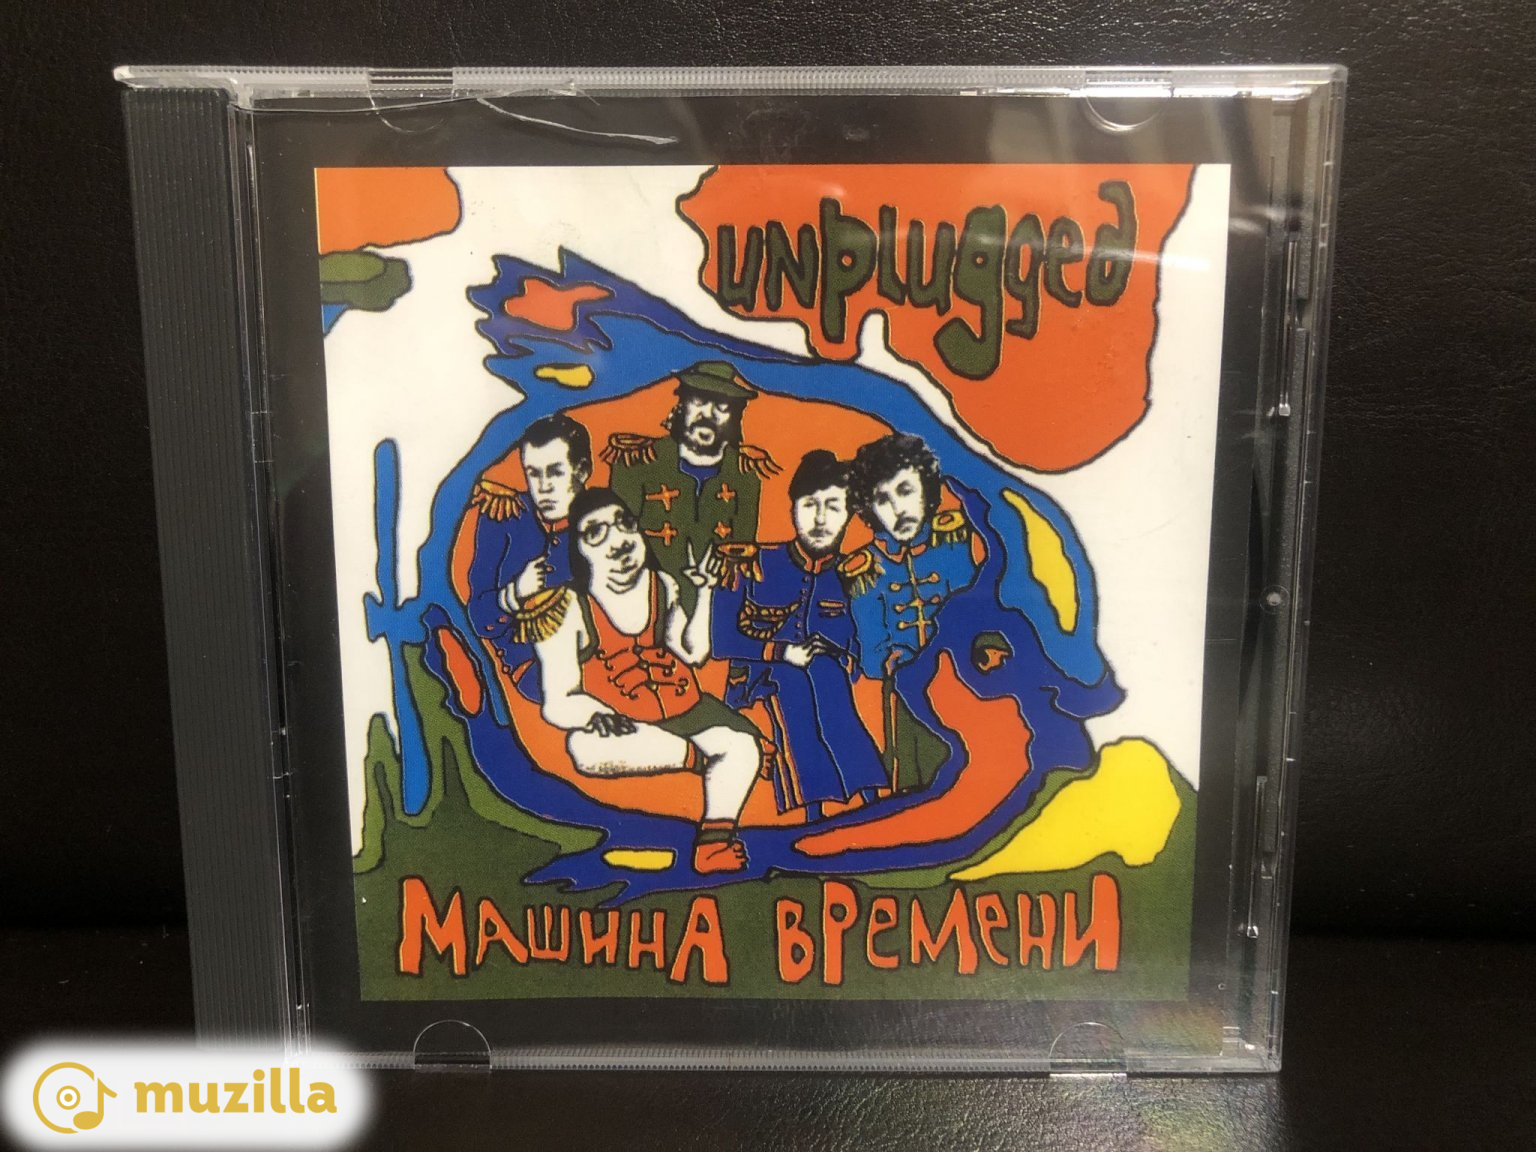 unplugged
Машина времени
muzilla